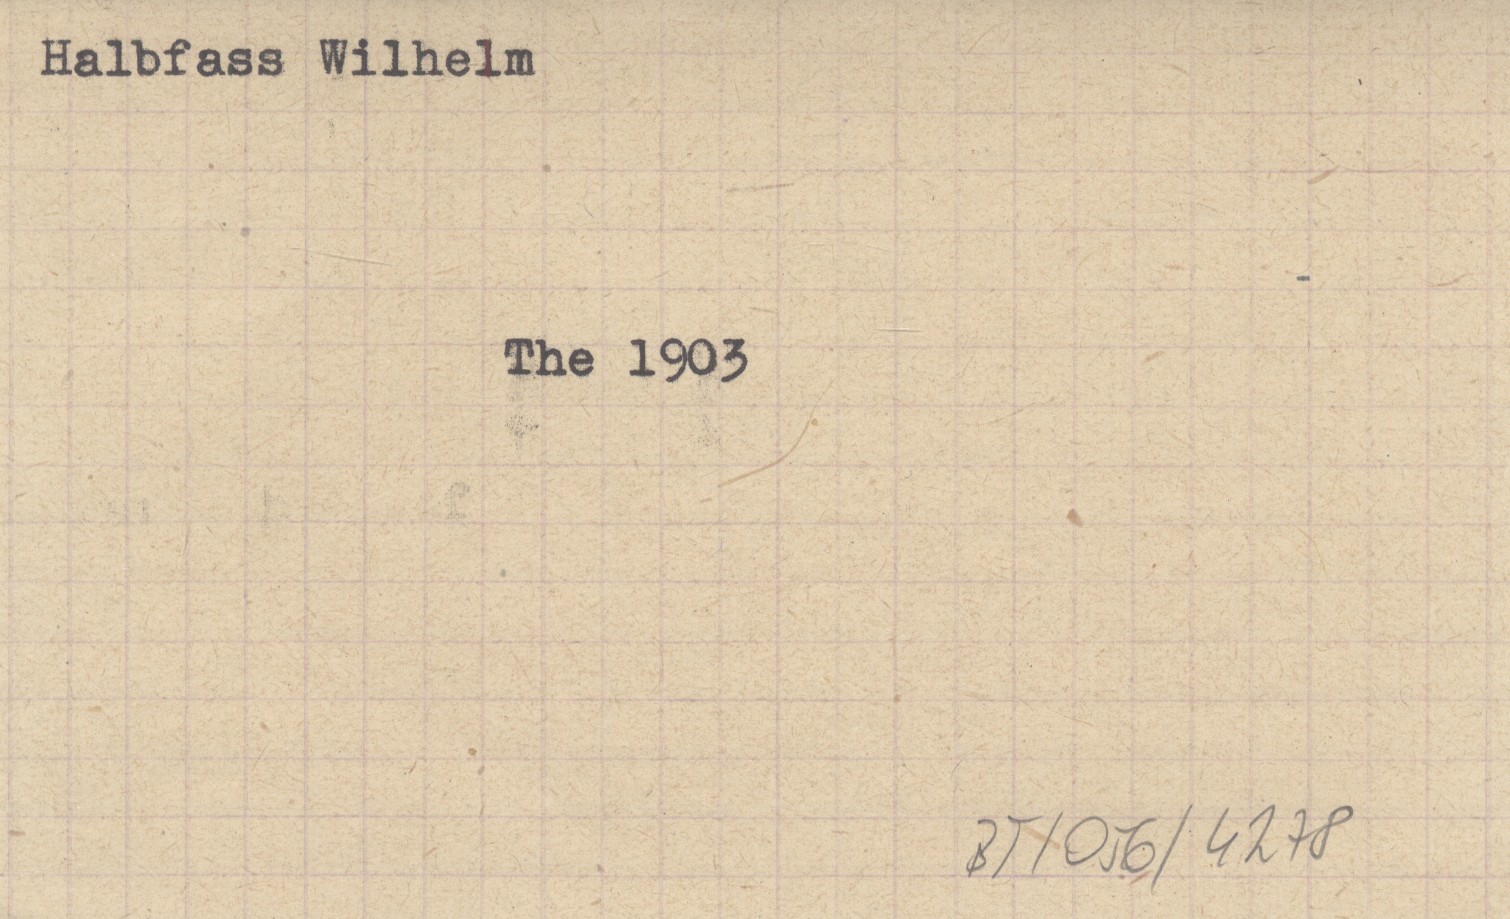 Halbfass Wilhelm
The 1903
BT/056/4278